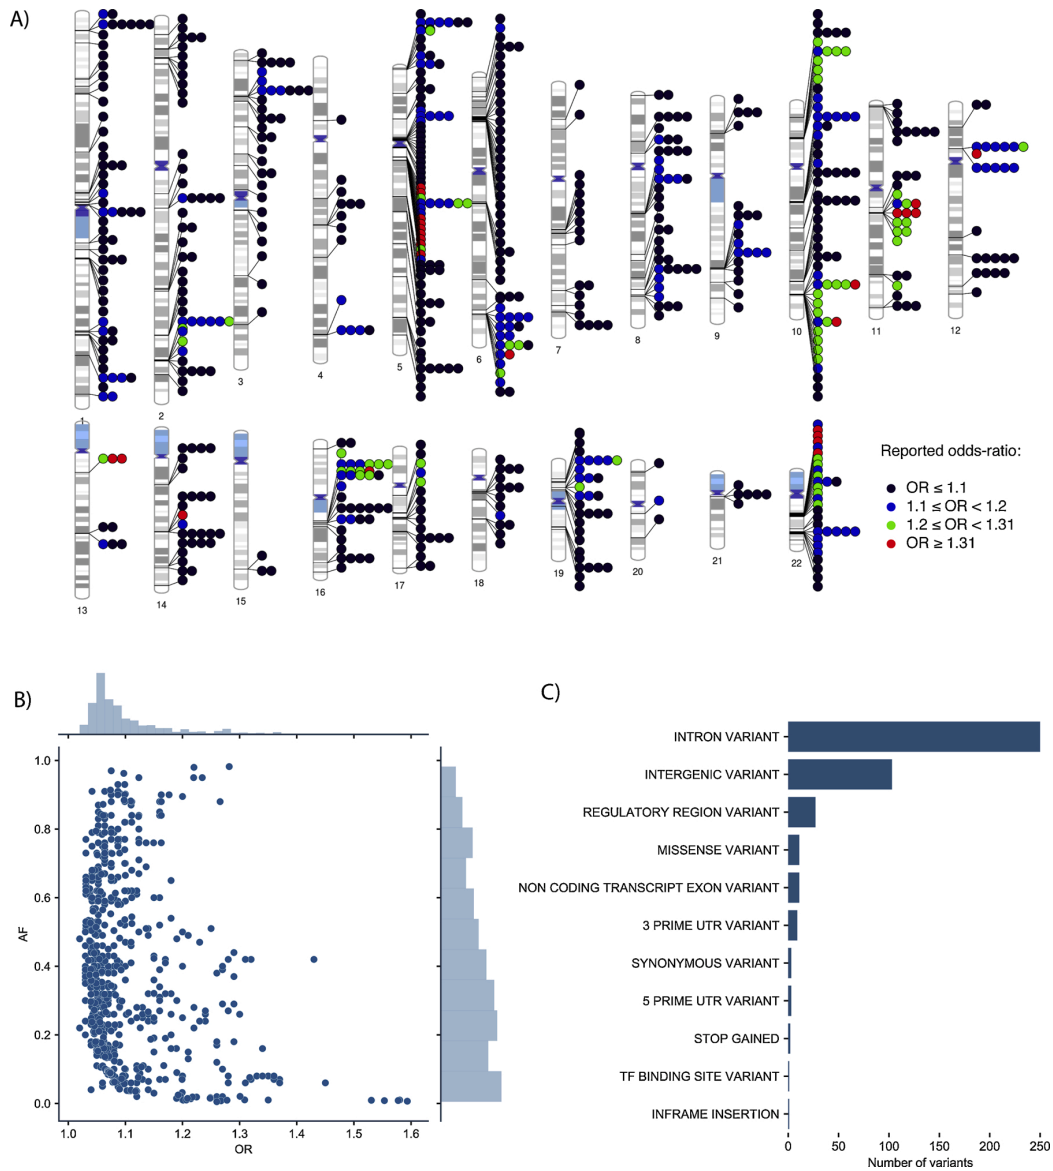 A)
1
2
3
4
5
6
7
8
9
10
11
12
Reported odds-ratio:
OR ≤ 1.1
1.1 ≤ OR < 1.2
1.2 ≤ OR < 1.31
OR ≥ 1.31
13
14
15
16
17
18
19
20
21
22
B)
1.0
0.8
0.6
0.4
0.2
0.0
AF
1.0 1.1 1.2 1.3 1.4 1.5 1.6
OR
C)
INTRON VARIANT
INTERGENIC VARIANT
REGULATORY REGION VARIANT
MISSENSE VARIANT
NON CODING TRANSCRIPT EXON VARIANT
3 PRIME UTR VARIANT
SYNONYMOUS VARIANT
5 PRIME UTR VARIANT
STOP GAINED
TF BINDING SITE VARIANT
INFRAME INSERTION
0 50 100 150 200 250
Number of variants